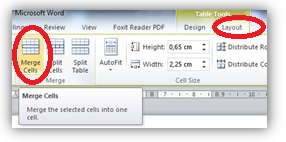 Microsoft Word
Table Tools
Review View Foxit Reader PDF Design Layout
Merge Cells Split Cells Split Table AutoFit Height: 0,65 cm Distribute Ro
Width: 2,25 cm Distribute Co
Merge Cell Size
Merge Cells
Merge the selected cells into one
cell.